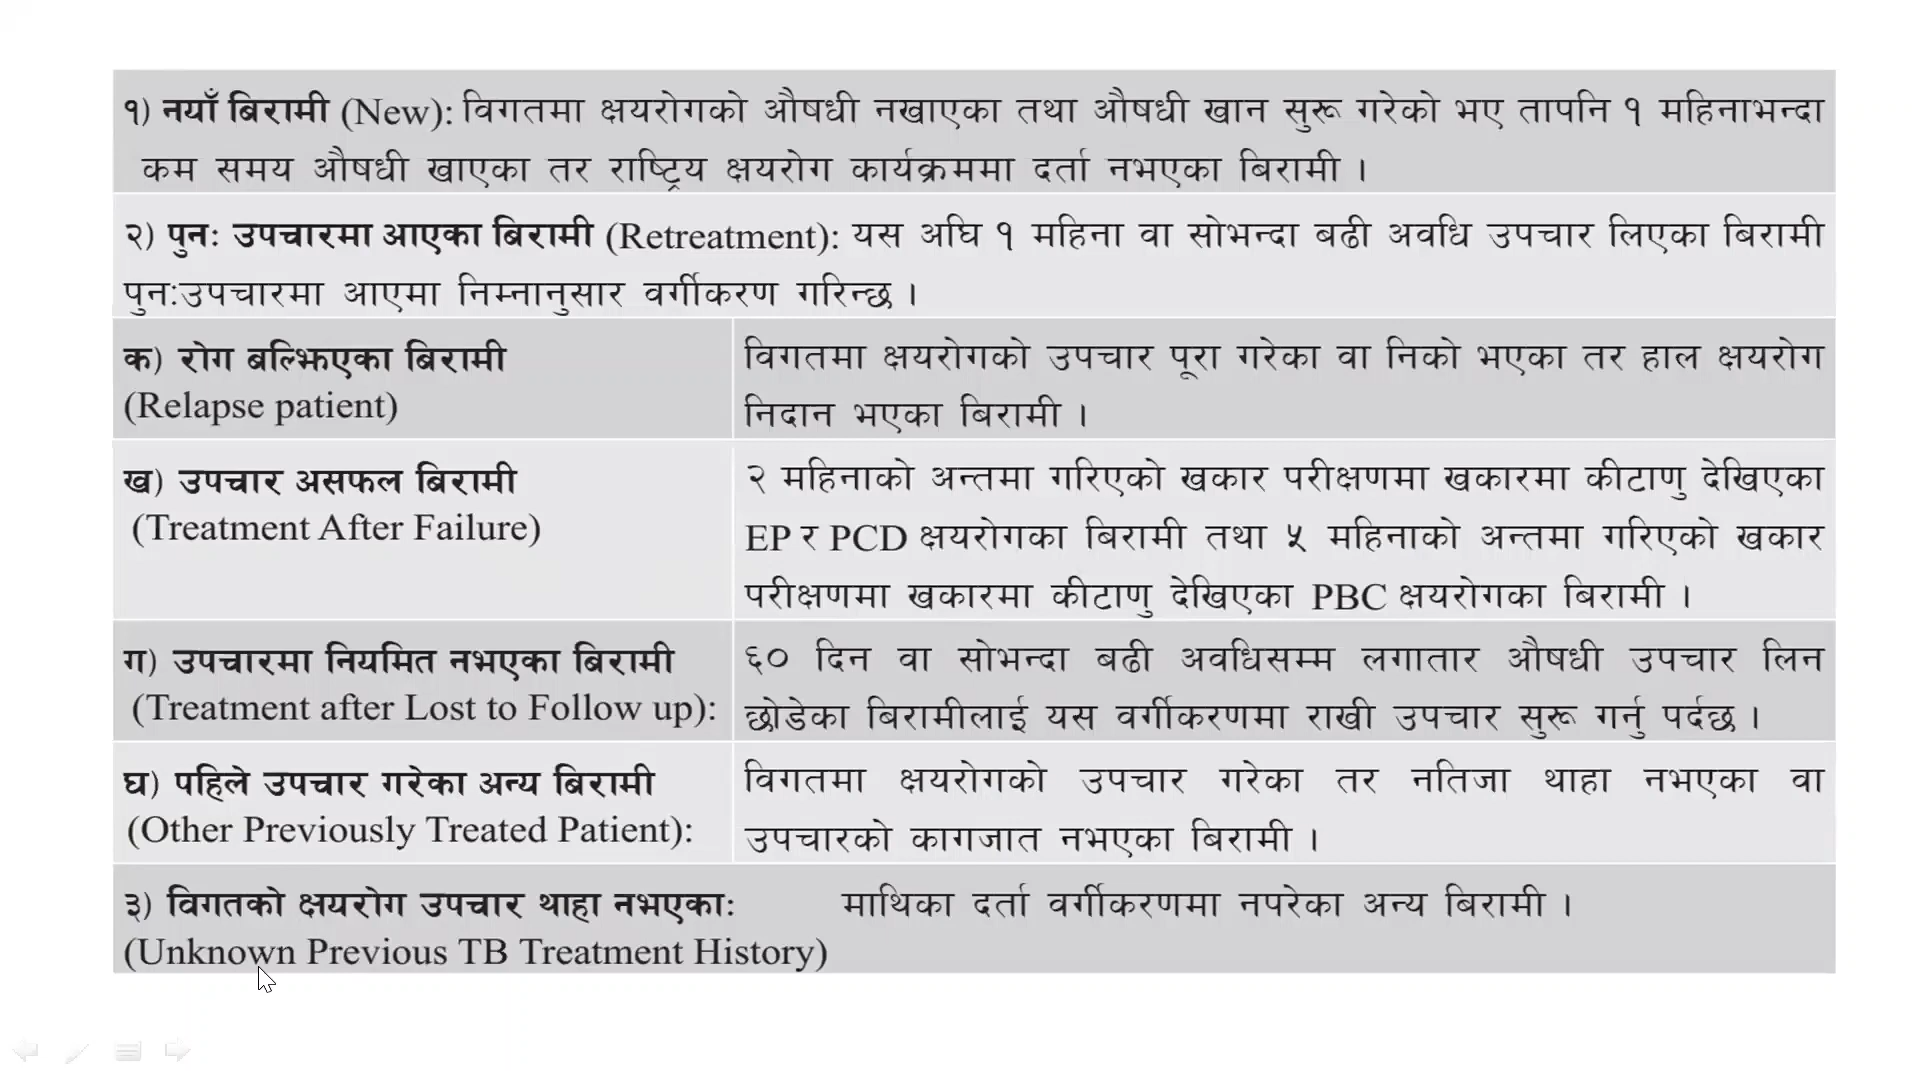 १) नयाँ बिरामी (New): विगतमा क्षयरोगको औषधी नखाएका तथा औषधी खान सुरू गरेको भए तापनि १ महिनाभन्दा
कम समय औषधी खाएका तर राष्ट्रिय क्षयरोग कार्यक्रममा दर्ता नभएका बिरामी ।
२) पुनः उपचारमा आएका बिरामी (Retreatment): यस अघि १ महिना वा सोभन्दा बढी अवधि उपचार लिएका बिरामी
पुनःउपचारमा आएमा निम्नानुसार वर्गीकरण गरिन्छ ।
क) रोग बल्झिएका बिरामी
(Relapse patient)
विगतमा क्षयरोगको उपचार पूरा गरेका वा निको भएका तर हाल क्षयरोग
निदान भएका बिरामी ।
ख) उपचार असफल बिरामी
(Treatment After Failure)
२ महिनाको अन्तमा गरिएको खकार परीक्षणमा खकारमा कीटाणु देखिएका
EP र PCD क्षयरोगका बिरामी तथा ५ महिनाको अन्तमा गरिएको खकार
परीक्षणमा खकारमा कीटाणु देखिएका PBC क्षयरोगका बिरामी ।
ग) उपचारमा नियमित नभएका बिरामी
(Treatment after Lost to Follow up):
६० दिन वा सोभन्दा बढी अवधिसम्म लगातार औषधी उपचार लिन
छोडेका बिरामीलाई यस वर्गीकरणमा राखी उपचार सुरू गर्नु पर्दछ ।
घ) पहिले उपचार गरेका अन्य बिरामी
(Other Previously Treated Patient):
विगतमा क्षयरोगको उपचार गरेका तर नतिजा थाहा नभएका वा
उपचारको कागजात नभएका बिरामी ।
३) विगतको क्षयरोग उपचार थाहा नभएकाः माथिका दर्ता वर्गीकरणमा नपरेका अन्य बिरामी ।
(Unknown Previous TB Treatment History)